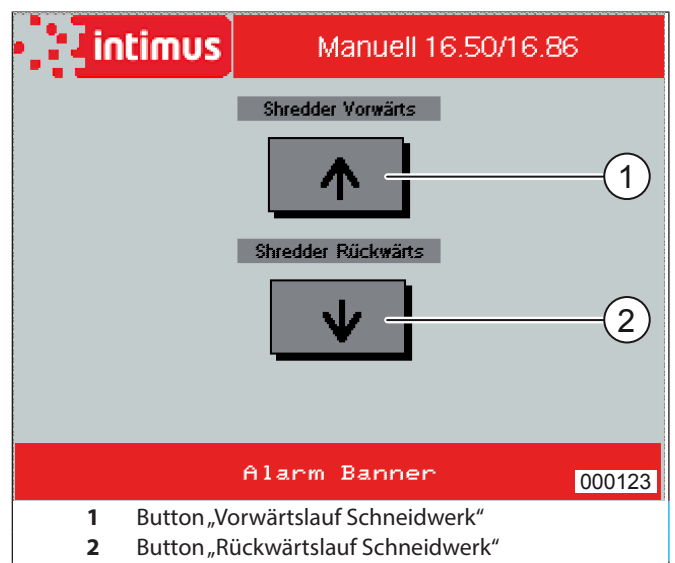 intimus
Manuell 16.50/16.86
Shredder Vorwärts
1
Shredder Rückwärts
2
Alarm Banner
000123
1 Button „Vorwärtslauf Schneidwerk“
2 Button „Rückwärtslauf Schneidwerk“